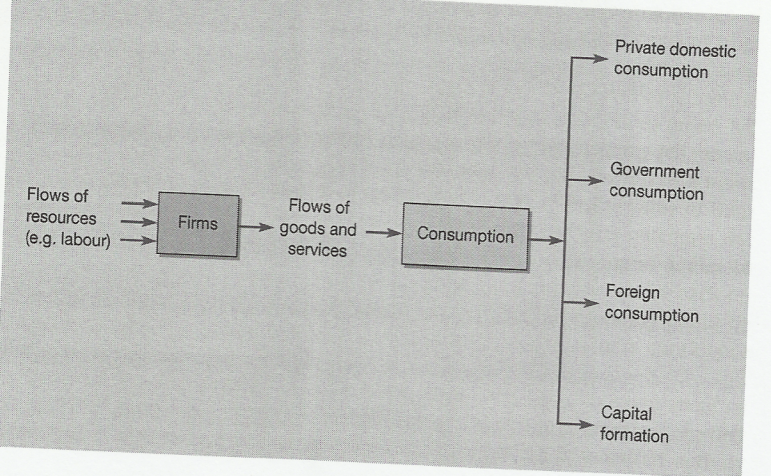 Flows of
resources
(e.g. labour)
Firms
Flows of
goods and
services
Consumption
Private domestic
consumption
Government
consumption
Foreign
consumption
Capital
formation